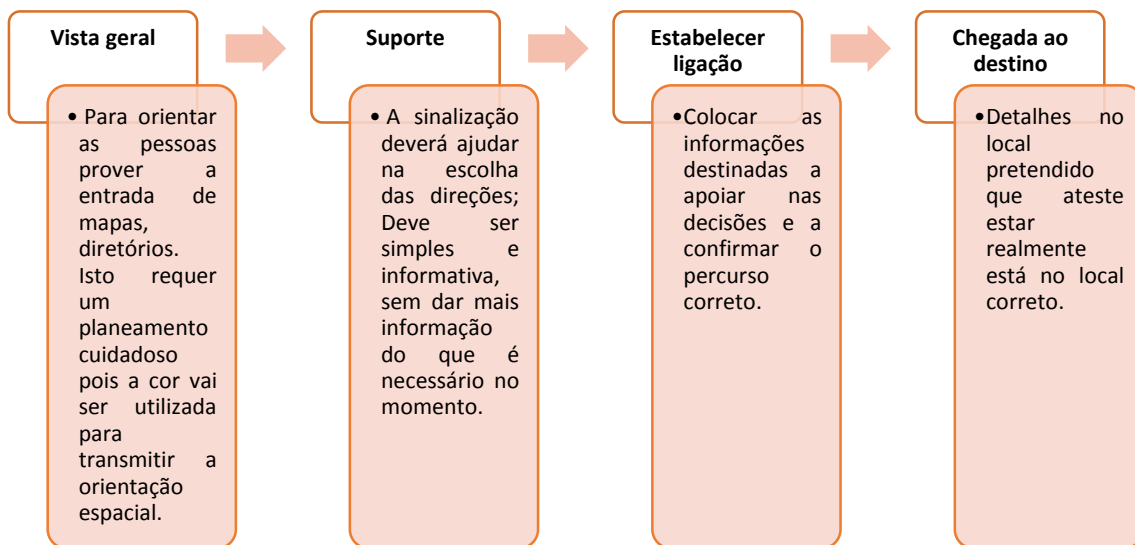 Vista geral
• Para orientar
as pessoas
prover a
entrada de
mapas,
diretórios.
Isto requer
um
planeamento
cuidadoso
pois a cor vai
ser utilizada
para
transmitir a
orientação
espacial.
Suporte
• A sinalização
deverá ajudar
na escolha
das direções;
Deve ser
simples e
informativa,
sem dar mais
informação
do que é
necessário no
momento.
Estabelecer
ligação
•Colocar as
informações
destinadas a
apoiar nas
decisões e a
confirmar o
percurso
correto.
Chegada ao
destino
•Detalhes no
local
pretendido
que ateste
estar
realmente
está no local
correto.